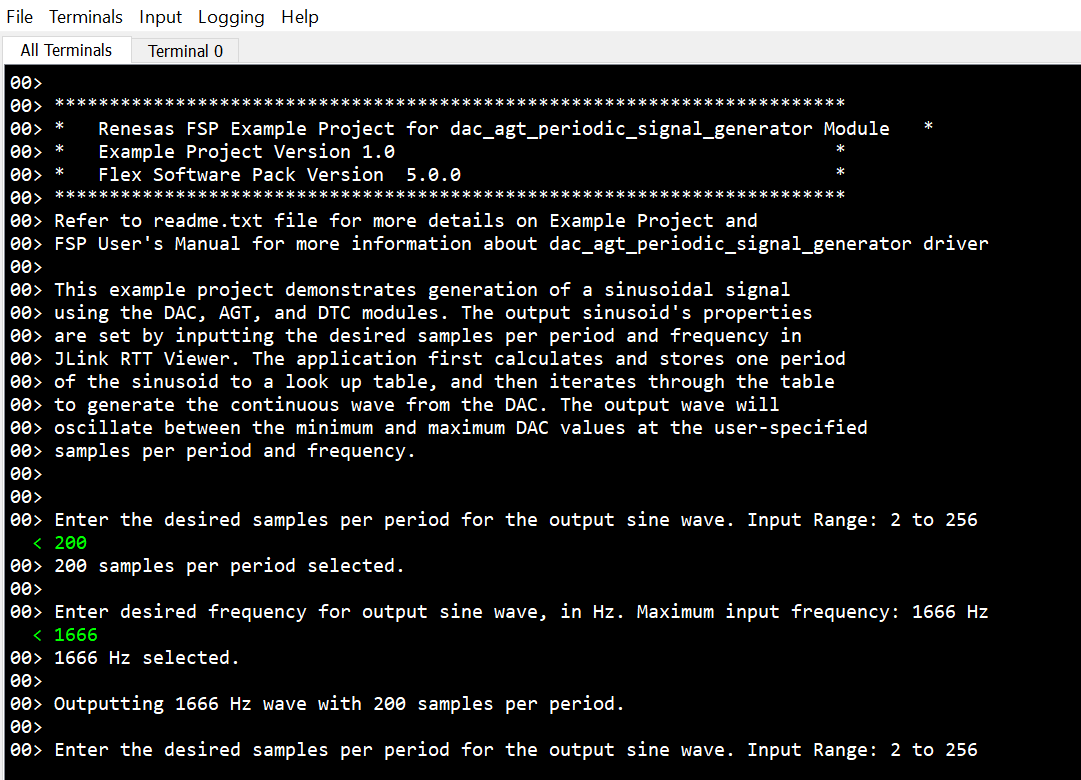 File Terminals Input Logging Help
All Terminals Terminal 0
00>
00> ************************************************************************
00> *   Renesas FSP Example Project for dac_agt_periodic_signal_generator Module   *
00> *   Example Project Version 1.0                                        *
00> *   Flex Software Pack Version  5.0.0                                  *
00> ************************************************************************
00> Refer to readme.txt file for more details on Example Project and
00> FSP User's Manual for more information about dac_agt_periodic_signal_generator driver
00>
00> This example project demonstrates generation of a sinusoidal signal
00> using the DAC, AGT, and DTC modules. The output sinusoid's properties
00> are set by inputting the desired samples per period and frequency in
00> JLink RTT Viewer. The application first calculates and stores one period
00> of the sinusoid to a look up table, and then iterates through the table
00> to generate the continuous wave from the DAC. The output wave will
00> oscillate between the minimum and maximum DAC values at the user-specified
00> samples per period and frequency.
00>
00>
00> Enter the desired samples per period for the output sine wave. Input Range: 2 to 256
< 200
00> 200 samples per period selected.
00>
00> Enter desired frequency for output sine wave, in Hz. Maximum input frequency: 1666 Hz
< 1666
00> 1666 Hz selected.
00>
00> Outputting 1666 Hz wave with 200 samples per period.
00>
00> Enter the desired samples per period for the output sine wave. Input Range: 2 to 256